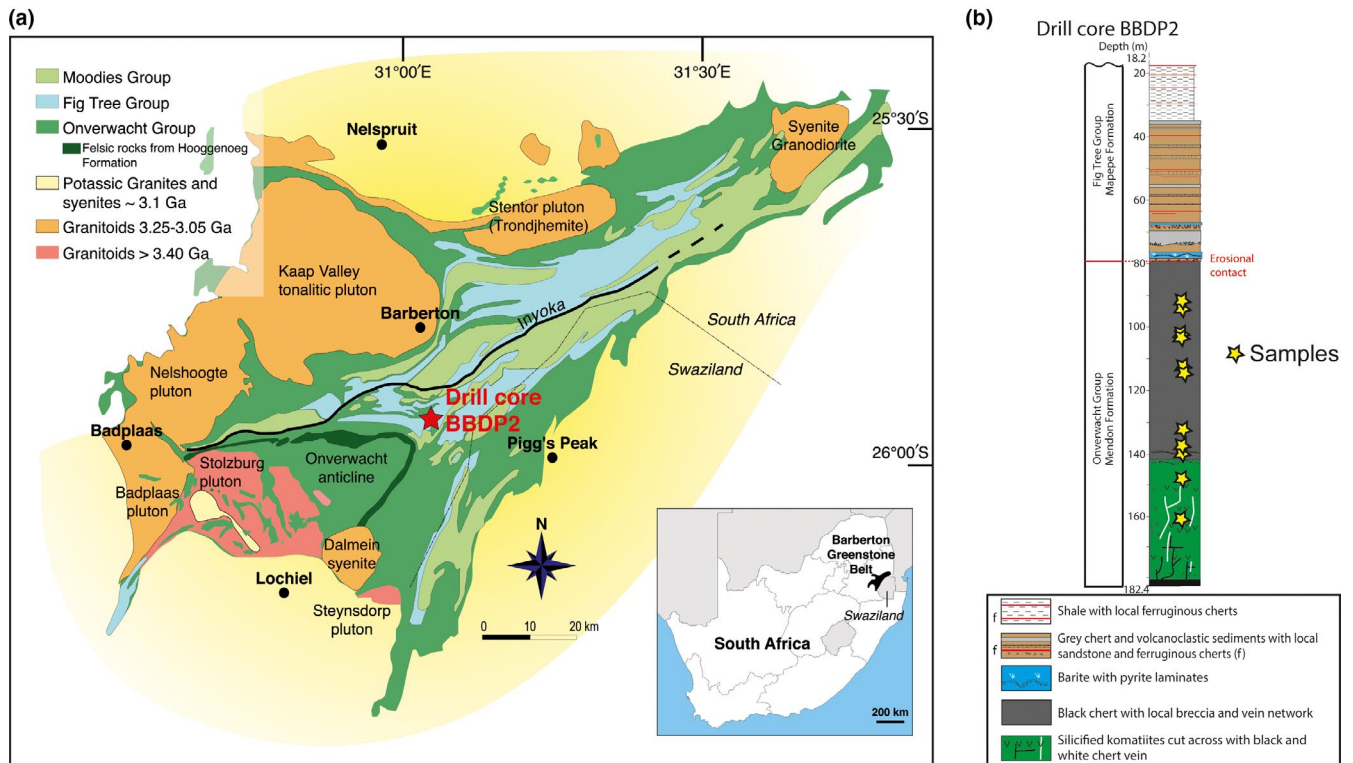 (a)
31°00'E
31°30'E
25°30'S
26°00'S
Moodies Group
Fig Tree Group
Onverwacht Group
Felsic rocks from Hooggenoeg
Formation
Potassic Granites and
syenites ~ 3.1 Ga
Granitoids 3.25-3.05 Ga
Granitoids > 3.40 Ga
Nelspruit
Syenite
Granodiorite
Stentor pluton
(Trondjhemite)
Kaap Valley
tonalitic pluton
Barberton
Inyoka
South Africa
Swaziland
Nelshoogte
pluton
Drill core
BBDP2
Badplaas
Pigg's Peak
Stolzburg
pluton
Onverwacht
anticline
Badplaas
pluton
Dalmein
syenite
Lochiel
Steynsdorp
pluton
N
0 10 20 km
Barberton
Greenstone
Belt
Swaziland
South Africa
200 km
(b)
Drill core BBDP2
Depth (m)
18.2
20
40
60
80
100
120
140
160
182.4
Fig Tree Group
Mapepe Formation
Onverwacht Group
Mendon Formation
Erosional
contact
Samples
f
Shale with local ferruginous cherts
f
Grey chert and volcanoclastic sediments with local
sandstone and ferruginous cherts (f)
Barite with pyrite laminates
Black chert with local breccia and vein network
Silicified komatiites cut across with black and
white chert vein